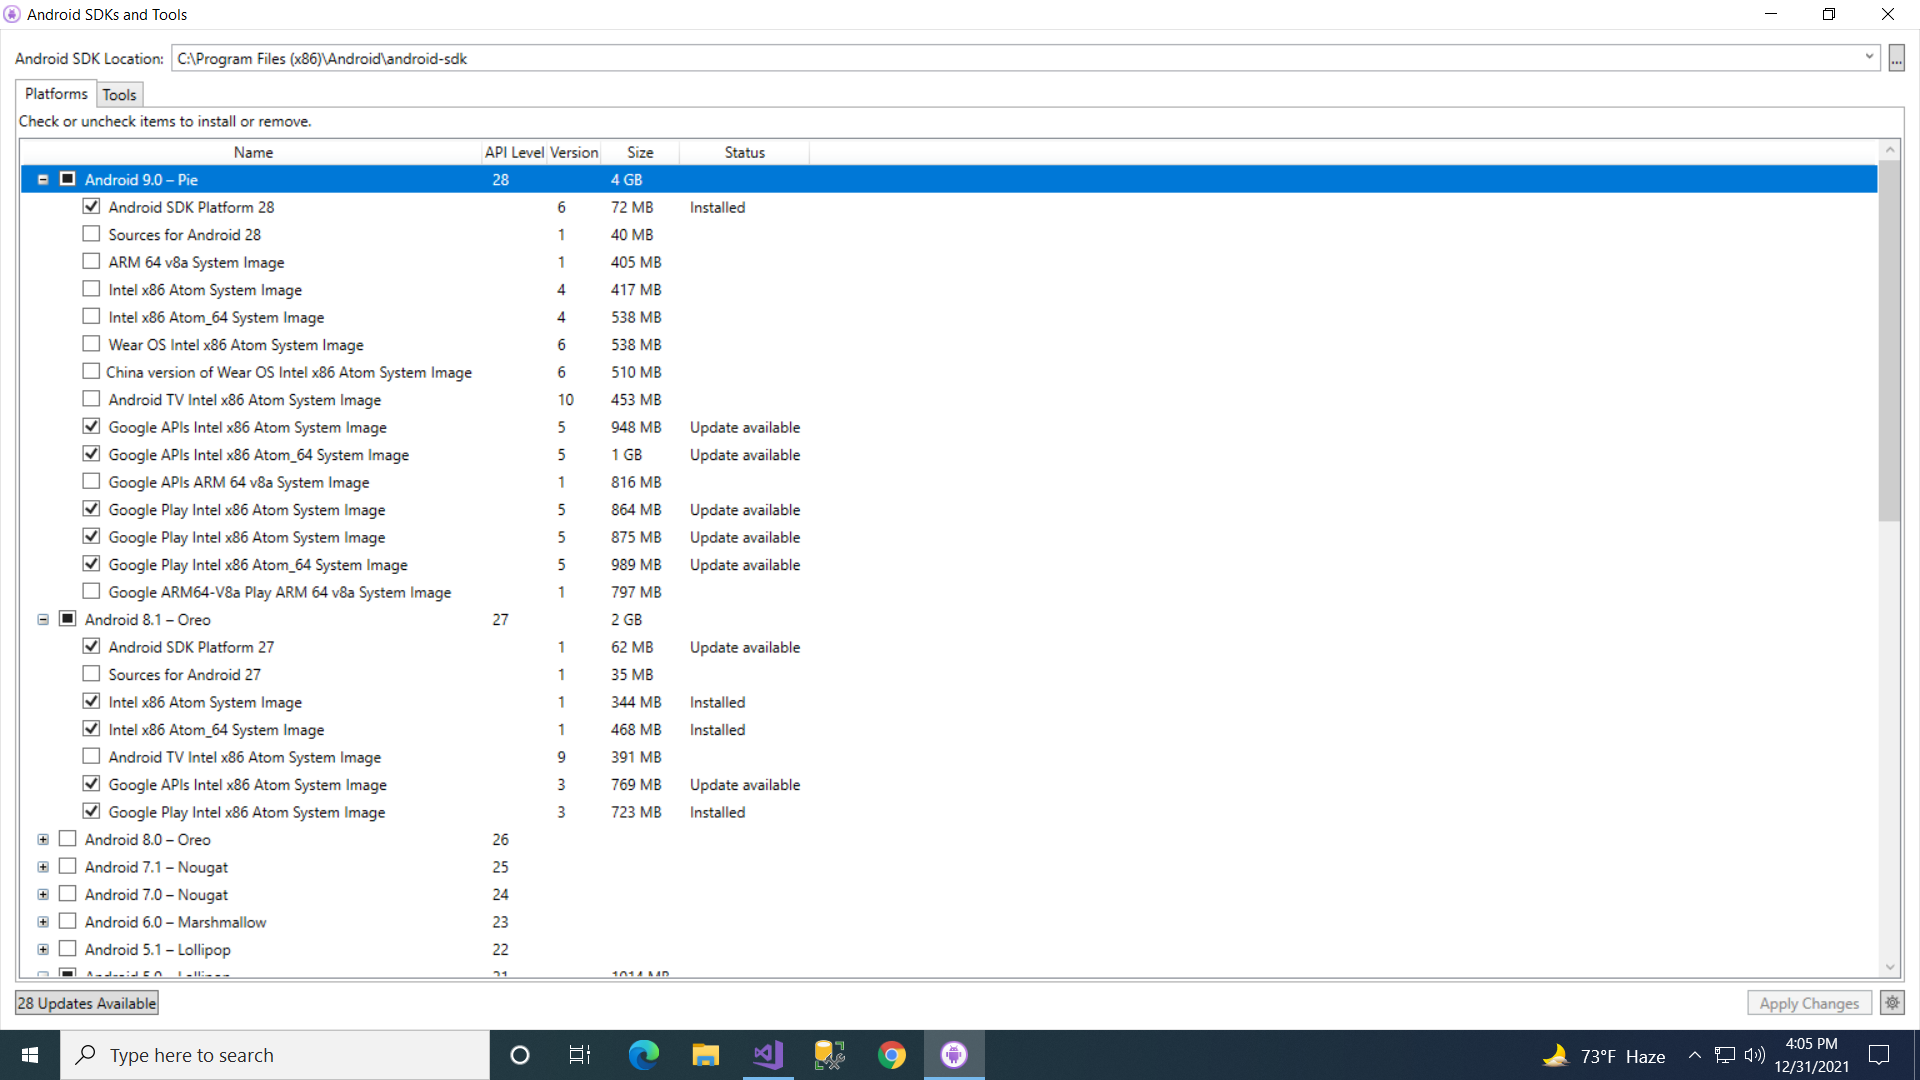 Android SDKs and Tools
Android SDK Location: C:\Program Files (x86)\Android\android-sdk ...
Platforms Tools
Check or uncheck items to install or remove.
Name API Level Version Size Status
Android 9.0 – Pie 28 4 GB
Android SDK Platform 28 6 72 MB Installed
Sources for Android 28 1 40 MB
ARM 64 v8a System Image 1 405 MB
Intel x86 Atom System Image 4 417 MB
Intel x86 Atom_64 System Image 4 538 MB
Wear OS Intel x86 Atom System Image 6 538 MB
China version of Wear OS Intel x86 Atom System Image 6 510 MB
Android TV Intel x86 Atom System Image 10 453 MB
Google APIs Intel x86 Atom System Image 5 948 MB Update available
Google APIs Intel x86 Atom_64 System Image 5 1 GB Update available
Google APIs ARM 64 v8a System Image 1 816 MB
Google Play Intel x86 Atom System Image 5 864 MB Update available
Google Play Intel x86 Atom System Image 5 875 MB Update available
Google Play Intel x86 Atom_64 System Image 5 989 MB Update available
Google ARM64-V8a Play ARM 64 v8a System Image 1 797 MB
Android 8.1 – Oreo 27 2 GB
Android SDK Platform 27 1 62 MB Update available
Sources for Android 27 1 35 MB
Intel x86 Atom System Image 1 344 MB Installed
Intel x86 Atom_64 System Image 1 468 MB Installed
Android TV Intel x86 Atom System Image 9 391 MB
Google APIs Intel x86 Atom System Image 3 769 MB Update available
Google Play Intel x86 Atom System Image 3 723 MB Installed
Android 8.0 – Oreo 26
Android 7.1 – Nougat 25
Android 7.0 – Nougat 24
Android 6.0 – Marshmallow 23
Android 5.1 – Lollipop 22
Android 5.0 – Lollipop 21 1014 MB
28 Updates Available Apply Changes
Type here to search 73°F Haze 4:05 PM
12/31/2021